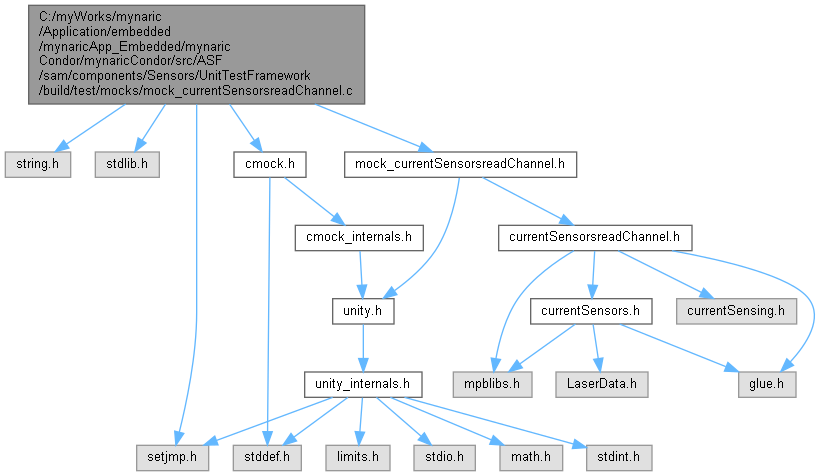 C:/myWorks/mynaric
/Application/embedded
/mynaricApp_Embedded/mynaric
Condor/mynaricCondor/src/ASF
/sam/components/Sensors/UnitTestFramework
/build/test/mocks/mock_currentSensorsreadChannel.c
string.h
stdlib.h
cmock.h
mock_currentSensorsreadChannel.h
cmock_internals.h
currentSensorsreadChannel.h
unity.h
currentSensors.h
currentSensing.h
unity_internals.h
mpblibs.h
LaserData.h
glue.h
setjmp.h
stddef.h
limits.h
stdio.h
math.h
stdint.h